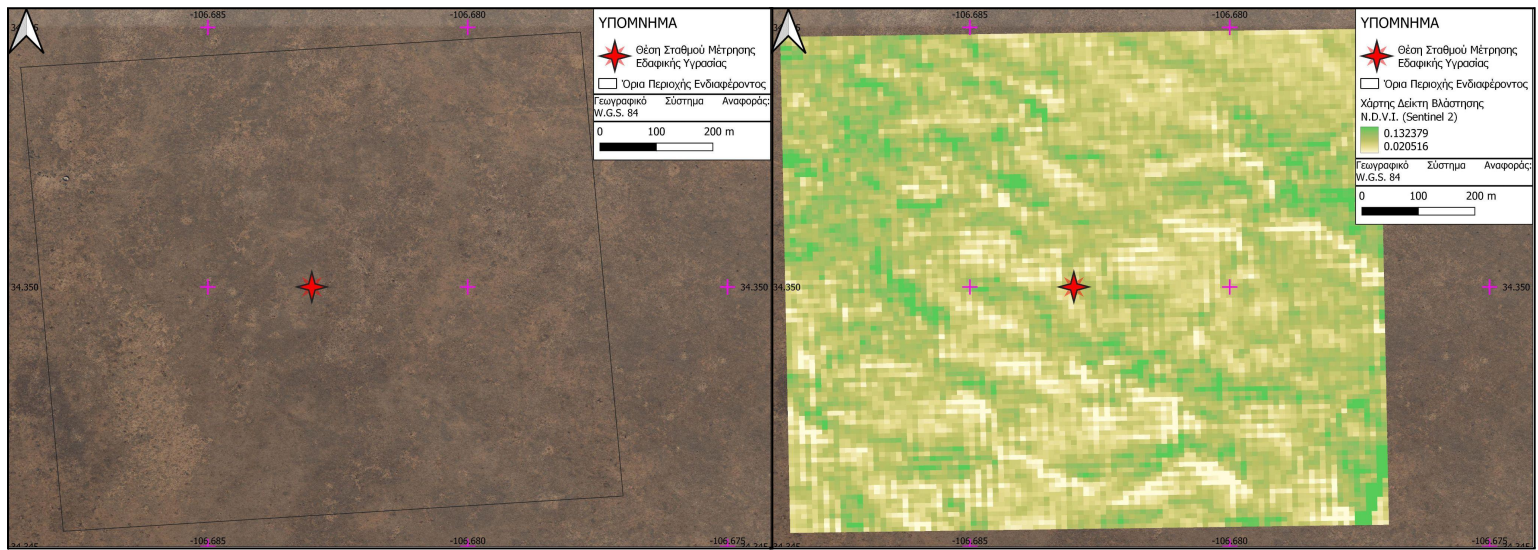 -106.685
-106.680
ΥΠΟΜΝΗΜΑ
Θέση Σταθμού Μέτρησης
Εδαφικής Υγρασίας
Όρια Περιοχής Ενδιαφέροντος
Γεωγραφικό Σύστημα Αναφοράς:
W.G.S. 84
0 100 200 m
34.350
34.350
-106.685
-106.680
-106.675
-106.685
-106.680
ΥΠΟΜΝΗΜΑ
Θέση Σταθμού Μέτρησης
Εδαφικής Υγρασίας
Όρια Περιοχής Ενδιαφέροντος
Χάρτης Δείκτη Βλάστησης
N.D.V.I. (Sentinel 2)
0.132379
0.020516
Γεωγραφικό Σύστημα Αναφοράς:
W.G.S. 84
0 100 200 m
34.350
34.350
-106.685
-106.680
-106.675